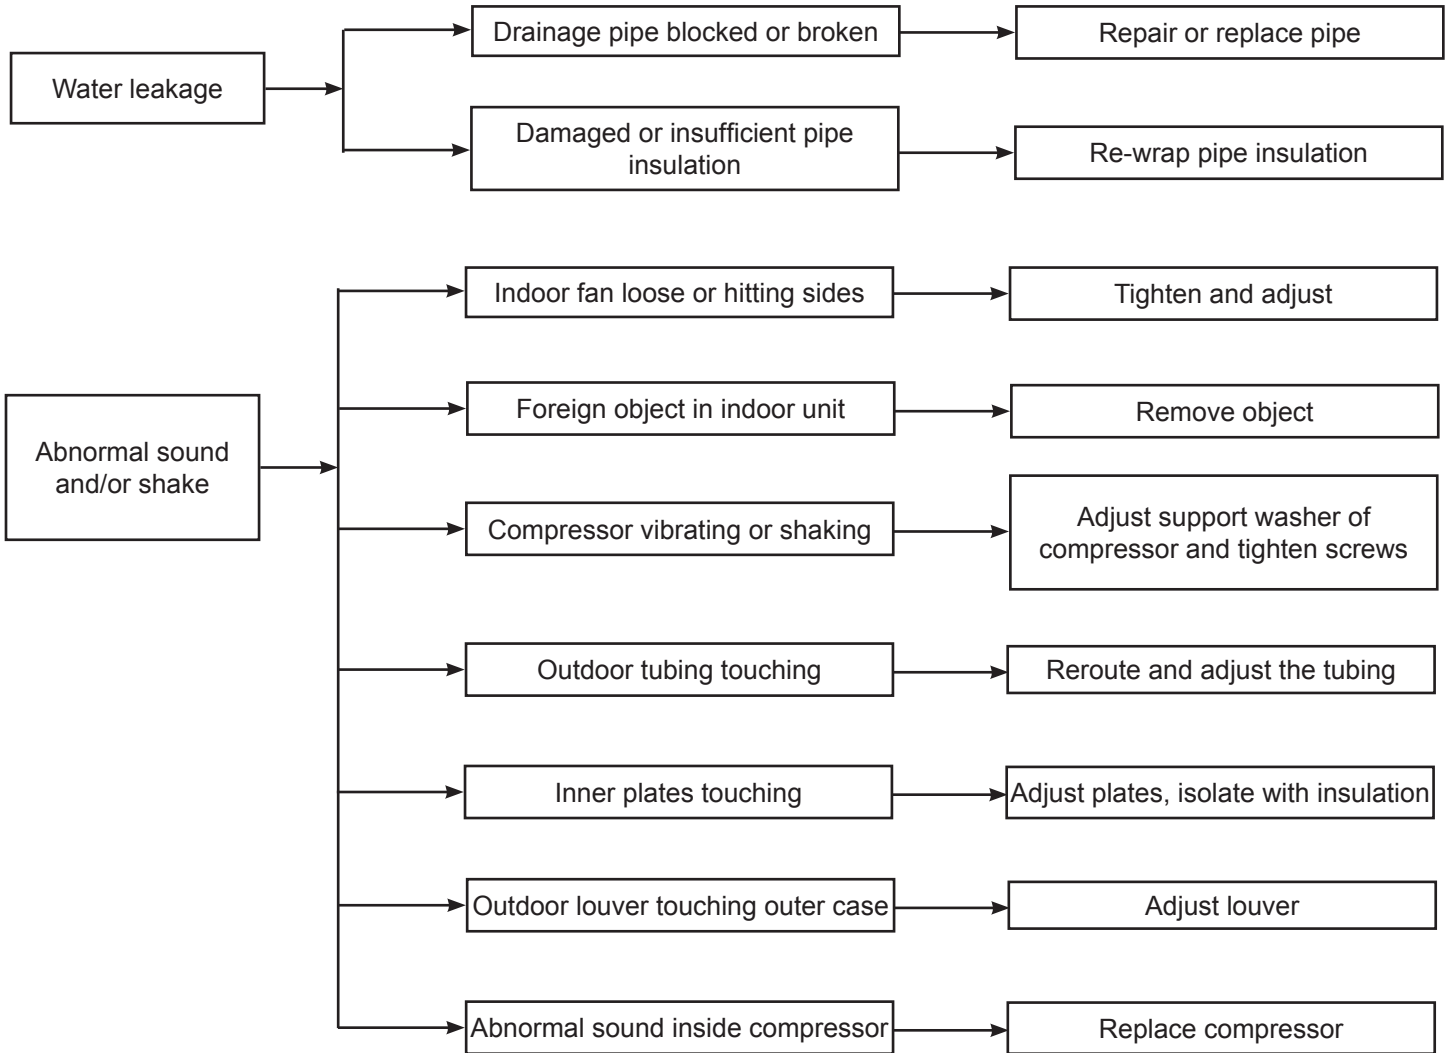 Water leakage
Drainage pipe blocked or broken
Repair or replace pipe
Damaged or insufficient pipe
insulation
Re-wrap pipe insulation
Abnormal sound
and/or shake
Indoor fan loose or hitting sides
Tighten and adjust
Foreign object in indoor unit
Remove object
Compressor vibrating or shaking
Adjust support washer of
compressor and tighten screws
Outdoor tubing touching
Reroute and adjust the tubing
Inner plates touching
Adjust plates, isolate with insulation
Outdoor louver touching outer case
Adjust louver
Abnormal sound inside compressor
Replace compressor